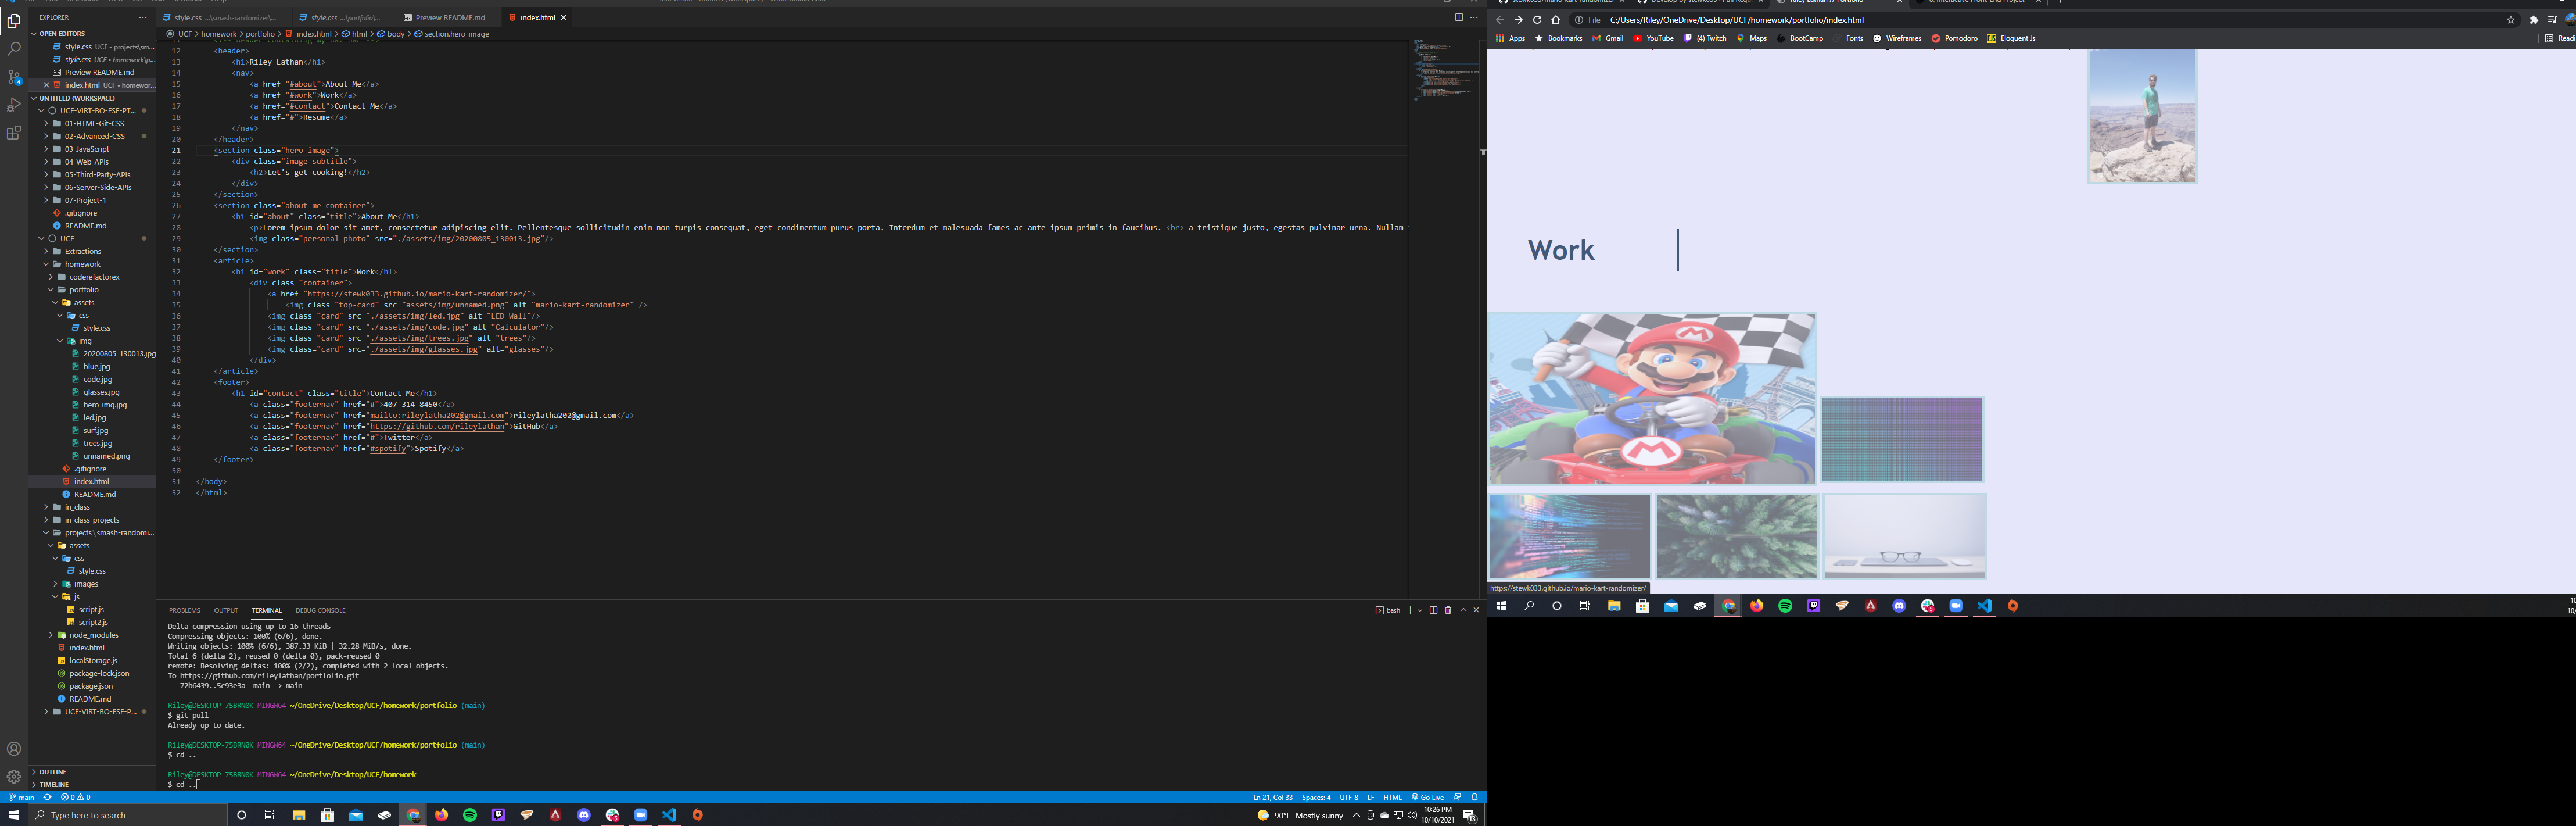 EXPLORER
OPEN EDITORS
style.css UCF • projects\sm...
style.css UCF • homework\p...
Preview README.md
index.html UCF • homewor...
UNTITLED (WORKSPACE)
UCF-VIRT-BO-FSF-PT...
01-HTML-Git-CSS
02-Advanced-CSS
03-JavaScript
04-Web-APIs
05-Third-Party-APIs
06-Server-Side-APIs
07-Project-1
.gitignore
README.md
UCF
Extractions
homework
coderefactorex
portfolio
assets
css
style.css
img
20200805_130013.jpg
blue.jpg
code.jpg
glasses.jpg
hero-img.jpg
led.jpg
surf.jpg
trees.jpg
unnamed.png
.gitignore
index.html
README.md
in_class
in-class-projects
projects\smash-randomi...
assets
css
style.css
images
js
script.js
script2.js
node_modules
index.html
localStorage.js
package-lock.json
package.json
README.md
UCF-VIRT-BO-FSF-P...
OUTLINE
TIMELINE
style.css ...\smash-randomizer\... style.css ...\portfolio\... Preview README.md index.html
UCF > homework > portfolio > index.html > html > body > section.hero-image
12 <header>
13 <h1>Riley Lathan</h1>
14 <nav>
15 <a href="#about">About Me</a>
16 <a href="#work">Work</a>
17 <a href="#contact">Contact Me</a>
18 <a href="#">Resume</a>
19 </nav>
20 </header>
21 <section class="hero-image">
22 <div class="image-subtitle">
23 <h2>Let's get cooking!</h2>
24 </div>
25 </section>
26 <section class="about-me-container">
27 <h1 id="about" class="title">About Me</h1>
28 <p>Lorem ipsum dolor sit amet, consectetur adipiscing elit. Pellentesque sollicitudin enim non turpis consequat, eget condimentum purus porta. Interdum et malesuada fames ac ante ipsum primis in faucibus. <br> a tristique justo, egestas pulvinar urna. Nullam
29 <img class="personal-photo" src="./assets/img/20200805_130013.jpg"/>
30 </section>
31 <article>
32 <h1 id="work" class="title">Work</h1>
33 <div class="container">
34 <a href="https://stewk033.github.io/mario-kart-randomizer/">
35 <img class="top-card" src="assets/img/unnamed.png" alt="mario-kart-randomizer" />
36 <img class="card" src="./assets/img/led.jpg" alt="LED Wall"/>
37 <img class="card" src="./assets/img/code.jpg" alt="Calculator"/>
38 <img class="card" src="./assets/img/trees.jpg" alt="trees"/>
39 <img class="card" src="./assets/img/glasses.jpg" alt="glasses"/>
40 </div>
41 </article>
42 <footer>
43 <h1 id="contact" class="title">Contact Me</h1>
44 <a class="footernav" href="#">407-314-8450</a>
45 <a class="footernav" href="mailto:rileylatha202@gmail.com">rileylatha202@gmail.com</a>
46 <a class="footernav" href="https://github.com/rileylathan">GitHub</a>
47 <a class="footernav" href="#">Twitter</a>
48 <a class="footernav" href="#spotify">Spotify</a>
49 </footer>
50
51 </body>
52 </html>
PROBLEMS OUTPUT TERMINAL DEBUG CONSOLE
bash
Delta compression using up to 16 threads
Compressing objects: 100% (6/6), done.
Writing objects: 100% (6/6), 387.33 KiB | 32.28 MiB/s, done.
Total 6 (delta 2), reused 0 (delta 0), pack-reused 0
remote: Resolving deltas: 100% (2/2), completed with 2 local objects.
To https://github.com/rileylathan/portfolio.git
72b6439..5c93e3a main -> main
Riley@DESKTOP-75BRN0K MINGW64 ~/OneDrive/Desktop/UCF/homework/portfolio (main)
$ git pull
Already up to date.
Riley@DESKTOP-75BRN0K MINGW64 ~/OneDrive/Desktop/UCF/homework/portfolio (main)
$ cd ..
Riley@DESKTOP-75BRN0K MINGW64 ~/OneDrive/Desktop/UCF/homework
$ cd ..
main 0 0
Ln 21, Col 33 Spaces: 4 UTF-8 LF HTML Go Live
Type here to search
90°F Mostly sunny
10:26 PM
10/10/2021
File C:/Users/Riley/OneDrive/Desktop/UCF/homework/portfolio/index.html
Apps Bookmarks Gmail YouTube (4) Twitch Maps BootCamp Fonts Wireframes Pomodoro Eloquent Js
Work
M
M
https://stewk033.github.io/mario-kart-randomizer/